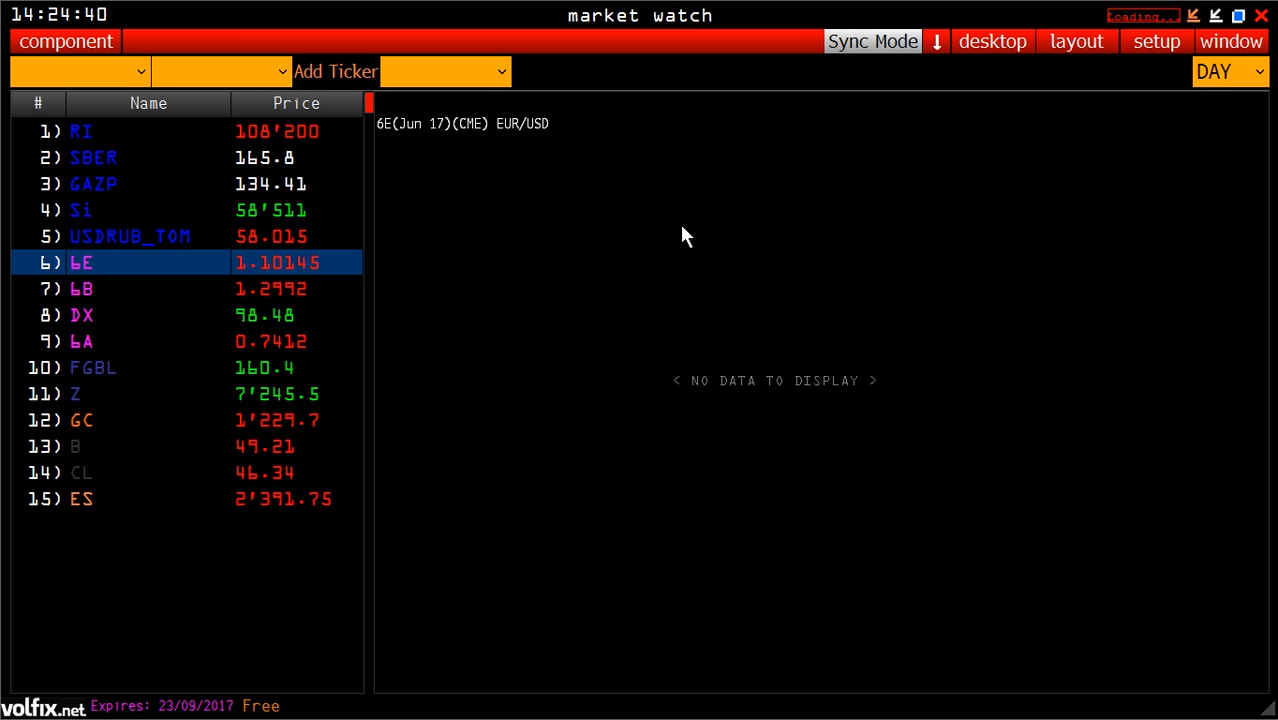 14:24:40 market watch Loading...
component Sync Mode ↓ desktop layout setup window
Add Ticker DAY
# Name Price
1) RI 108'200
2) SBER 165.8
3) GAZP 134.41
4) Si 58'511
5) USDRUB_TOM 58.015
6) 6E 1.10145
7) 6B 1.2992
8) DX 98.48
9) 6A 0.7412
10) FGBL 160.4
11) Z 7'245.5
12) GC 1'229.7
13) B 49.21
14) CL 46.34
15) ES 2'391.75
6E(Jun 17)(CME) EUR/USD
< NO DATA TO DISPLAY >
volfix.net Expires: 23/09/2017 Free